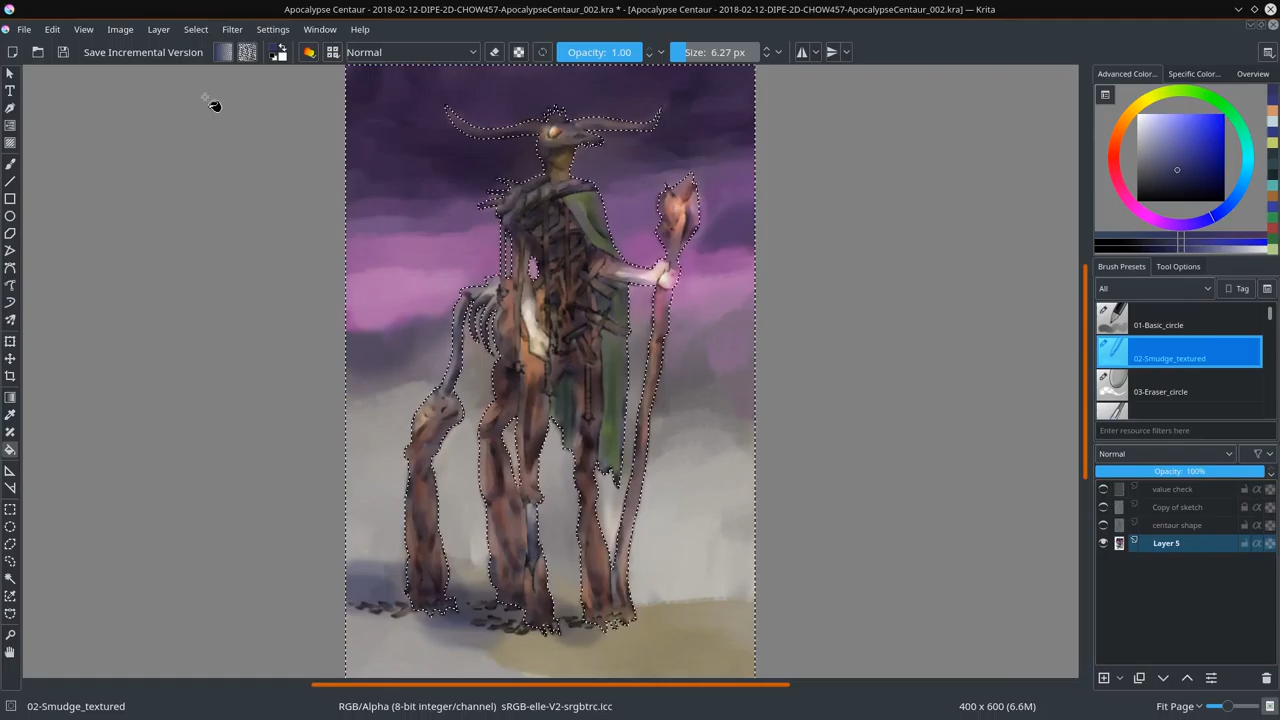 Apocalypse Centaur - 2018-02-12-DIPE-2D-CHOW457-ApocalypseCentaur_002.kra * - [Apocalypse Centaur - 2018-02-12-DIPE-2D-CHOW457-ApocalypseCentaur_002.kra] — Krita
File Edit View Image Layer Select Filter Settings Window Help
Save Incremental Version Normal Opacity: 1.00 Size: 6.27 px
Advanced Color... Specific Color... Overview
Brush Presets Tool Options
All Tag
01-Basic_circle
02-Smudge_textured
03-Eraser_circle
Enter resource filters here
Normal
Opacity: 100%
value check
Copy of sketch
centaur shape
Layer 5
02-Smudge_textured RGB/Alpha (8-bit integer/channel) sRGB-elle-V2-srgbtrc.icc 400 x 600 (6.6M) Fit Page